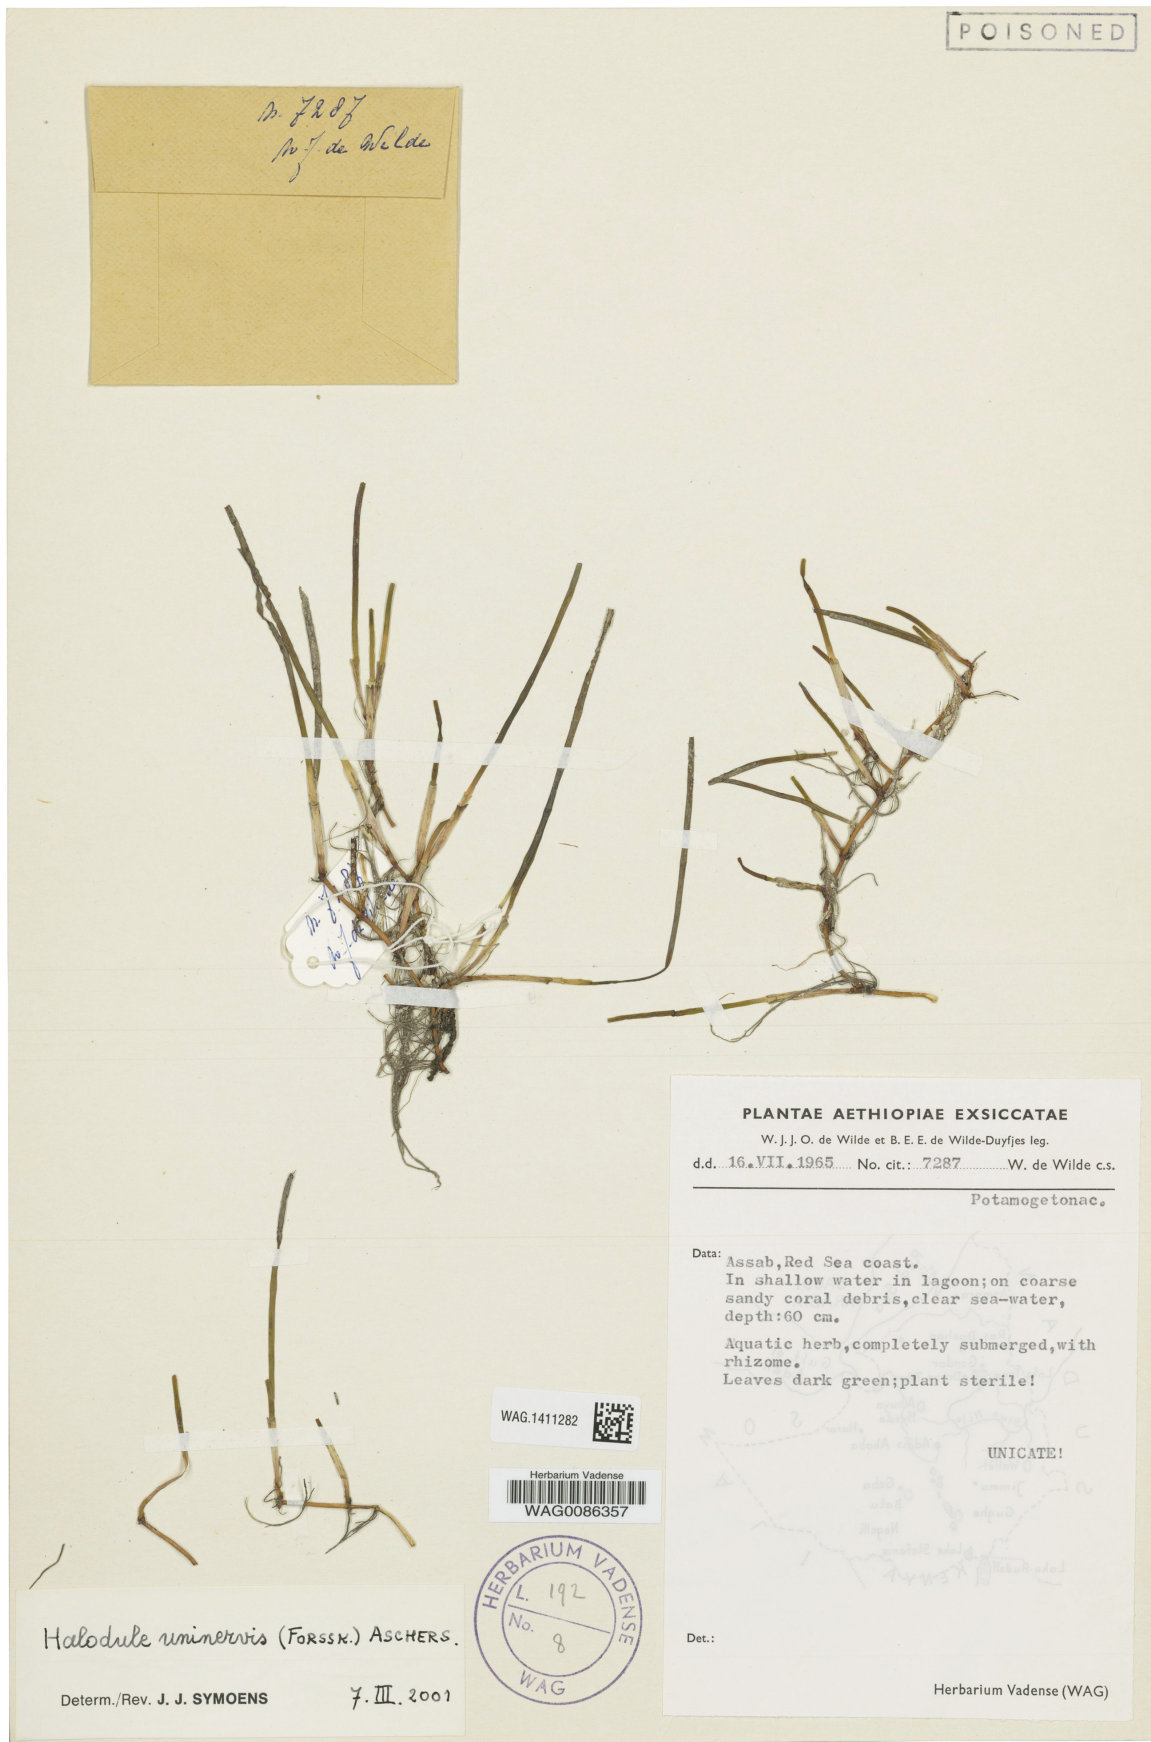 POISONED
n. 7287
W.J. de Wilde
PLANTAE AETHIOPIAE EXSICCATAE
W. J. J. O. de Wilde et B. E. E. de Wilde-Duyfjes leg.
d.d. 16.VII.1965 No. cit.: 7287 W. de Wilde c.s.
Potamogetonac.
Data: Assab,Red Sea coast.
In shallow water in lagoon;on coarse
sandy coral debris,clear sea-water,
depth:60 cm.
Aquatic herb,completely submerged,with
rhizome.
Leaves dark green;plant sterile!
UNICATE!
Det.:
Herbarium Vadense (WAG)
WAG.1411282
Herbarium Vadense
WAG0086357
HERBARIUM VADENSE
L. 192
No. 8
WAG
Halodule uninervis (FORSSK.) ASCHERS.
Determ./Rev. J. J. SYMOENS 7.III.2001